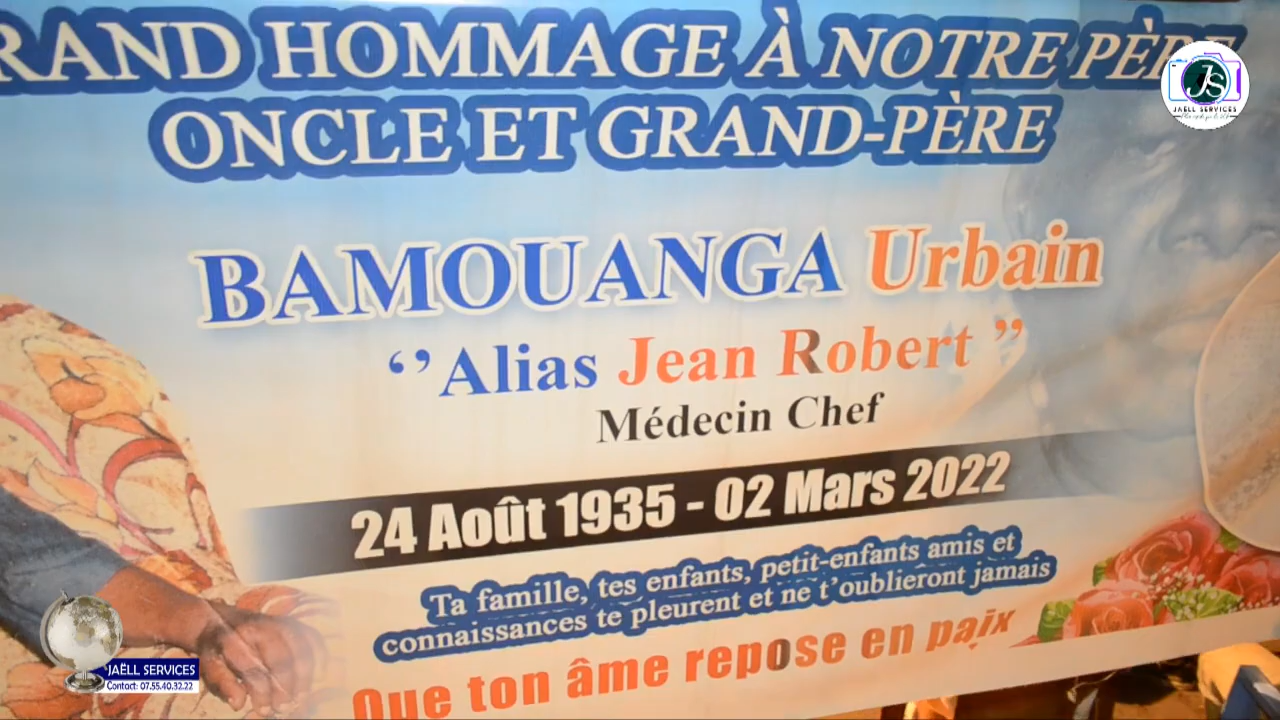 RAND HOMMAGE À NOTRE PÈRE
ONCLE ET GRAND-PÈRE
BAMOUANGA Urbain
‘’Alias Jean Robert ’’
Médecin Chef
24 Août 1935 - 02 Mars 2022
Ta famille, tes enfants, petit-enfants amis et
connaissances te pleurent et ne t’oublieront jamais
Que ton âme repose en paix
JS
JAËLL SERVICES
JAËLL SERVICES
Contact: 07.55.40.32.22